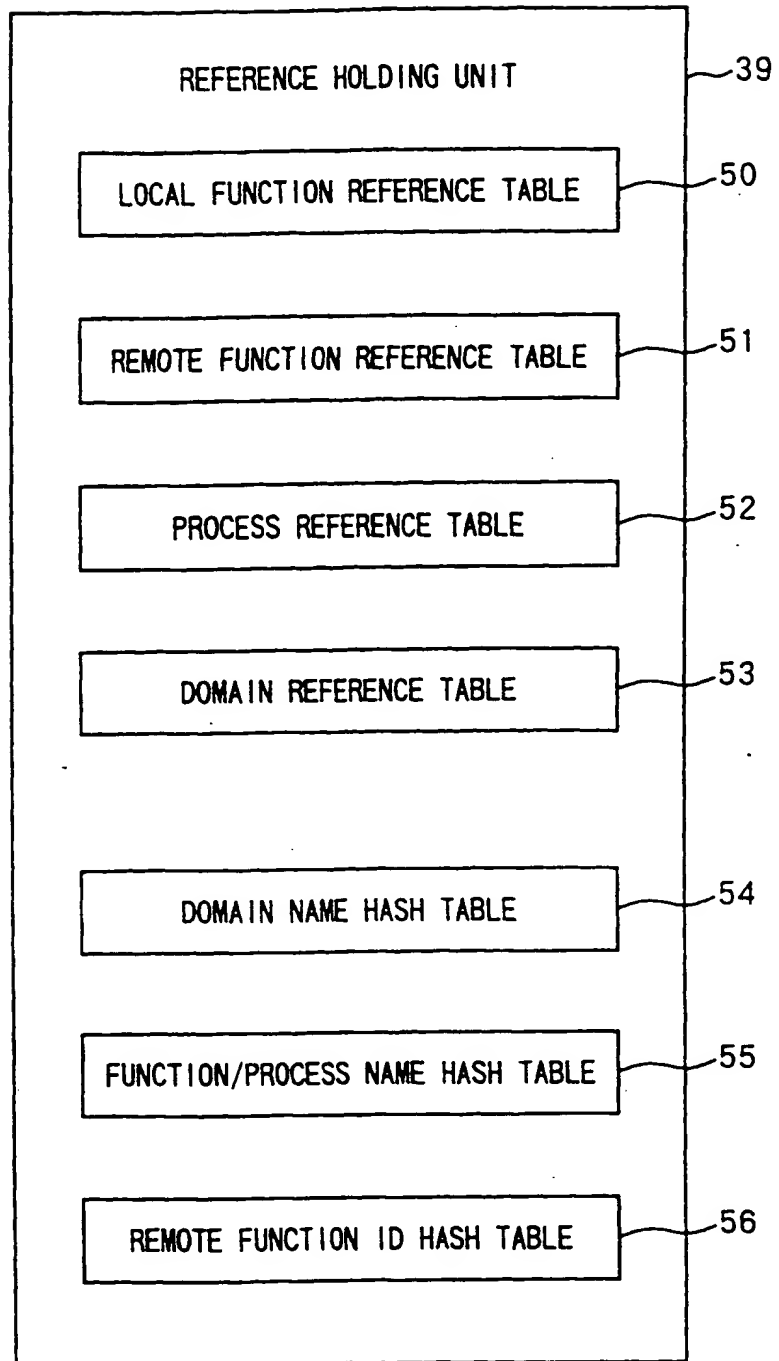 REFERENCE HOLDING UNIT
39
LOCAL FUNCTION REFERENCE TABLE
50
REMOTE FUNCTION REFERENCE TABLE
51
PROCESS REFERENCE TABLE
52
DOMAIN REFERENCE TABLE
53
DOMAIN NAME HASH TABLE
54
FUNCTION/PROCESS NAME HASH TABLE
55
REMOTE FUNCTION ID HASH TABLE
56